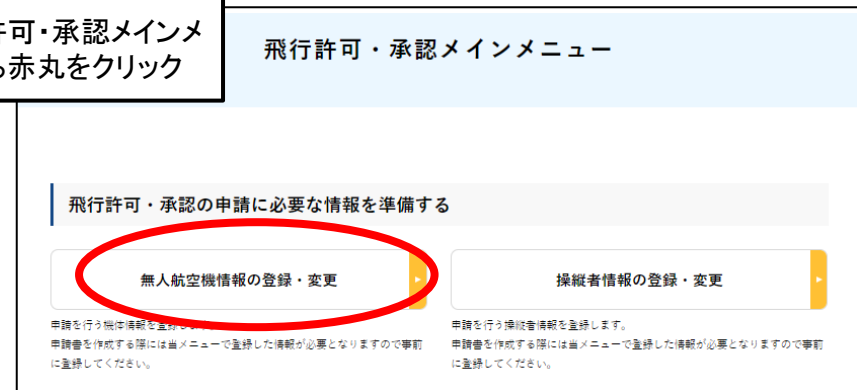 許可・承認メインメ
ら赤丸をクリック
飛行許可・承認メインメニュー
飛行許可・承認の申請に必要な情報を準備する
無人航空機情報の登録・変更
操縦者情報の登録・変更
申請を行う機体情報を登録します。
申請書を作成する際には当メニューで登録した情報が必要となりますので事前
に登録してください。
申請を行う操縦者情報を登録します。
申請書を作成する際には当メニューで登録した情報が必要となりますので事前
に登録してください。